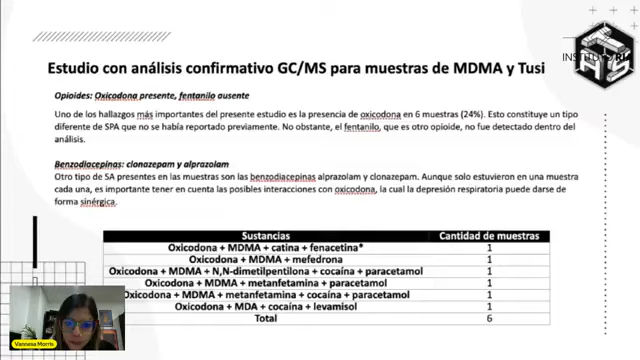 INSTITUTO RI
Estudio con análisis confirmativo GC/MS para muestras de MDMA y Tusi
Opioides: Oxicodona presente, fentanilo ausente
Uno de los hallazgos más importantes del presente estudio es la presencia de oxicodona en 6 muestras (24%). Esto constituye un tipo
diferente de SPA que no se había reportado previamente. No obstante, el fentanilo, que es otro opioide, no fue detectado dentro del
análisis.
Benzodiacepinas: clonazepam y alprazolam
Otro tipo de SA presentes en las muestras son las benzodiacepinas alprazolam y clonazepam. Aunque solo estuvieron en una muestra
cada una, es importante tener en cuenta las posibles interacciones con oxicodona, la cual la depresión respiratoria puede darse de
forma sinérgica.
Sustancias Cantidad de muestras
Oxicodona + MDMA + catina + fenacetina* 1
Oxicodona + MDMA + mefedrona 1
Oxicodona + MDMA + N,N-dimetilpentilona + cocaína + paracetamol 1
Oxicodona + MDMA + metanfetamina + paracetamol 1
Oxicodona + MDMA + metanfetamina + cocaína + paracetamol 1
Oxicodona + MDA + cocaína + levamisol 1
Total 6
Vannesa Morris